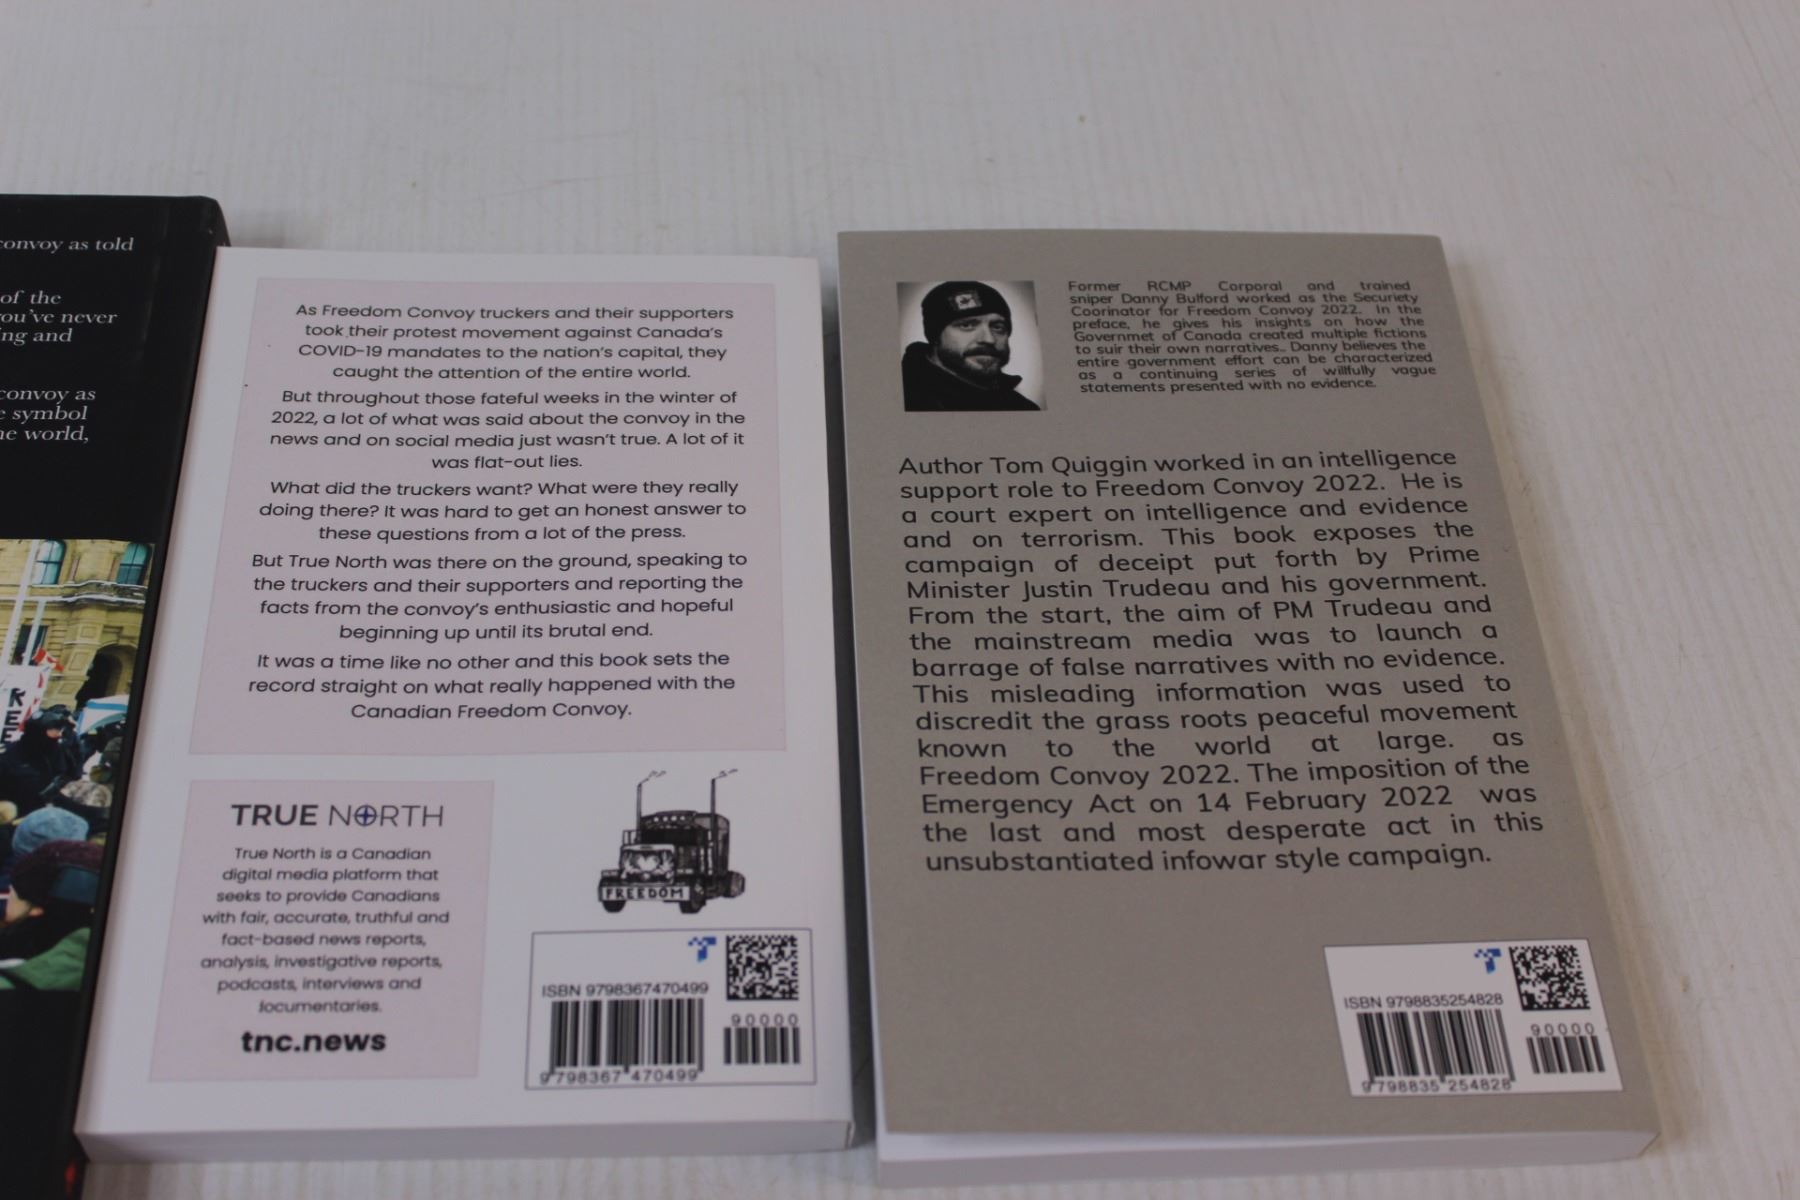 convoy as told
of the
you've never
ing and
convoy as
e symbol
he world,
As Freedom Convoy truckers and their supporters
took their protest movement against Canada's
COVID-19 mandates to the nation's capital, they
caught the attention of the entire world.
But throughout those fateful weeks in the winter of
2022, a lot of what was said about the convoy in the
news and on social media just wasn't true. A lot of it
was flat-out lies.
What did the truckers want? What were they really
doing there? It was hard to get an honest answer to
these questions from a lot of the press.
But True North was there on the ground, speaking to
the truckers and their supporters and reporting the
facts from the convoy's enthusiastic and hopeful
beginning up until its brutal end.
It was a time like no other and this book sets the
record straight on what really happened with the
Canadian Freedom Convoy.
TRUE NORTH
True North is a Canadian
digital media platform that
seeks to provide Canadians
with fair, accurate, truthful and
fact-based news reports,
analysis, investigative reports,
podcasts, interviews and
documentaries.
tnc.news
FREEDOM
ISBN 9798367470499
90000
9 798367 470499
Former RCMP Corporal and trained
sniper Danny Bulford worked as the Securiety
Coorinator for Freedom Convoy 2022. In the
preface, he gives his insights on how the
Governmet of Canada created multiple fictions
to suir their own narratives.. Danny believes the
entire government effort can be characterized
as a continuing series of willfully vague
statements presented with no evidence.
Author Tom Quiggin worked in an intelligence
support role to Freedom Convoy 2022. He is
a court expert on intelligence and evidence
and on terrorism. This book exposes the
campaign of deceipt put forth by Prime
Minister Justin Trudeau and his government.
From the start, the aim of PM Trudeau and
the mainstream media was to launch a
barrage of false narratives with no evidence.
This misleading information was used to
discredit the grass roots peaceful movement
known to the world at large. as
Freedom Convoy 2022. The imposition of the
Emergency Act on 14 February 2022 was
the last and most desperate act in this
unsubstantiated infowar style campaign.
ISBN 9798835254828
90000
9 798835 254828